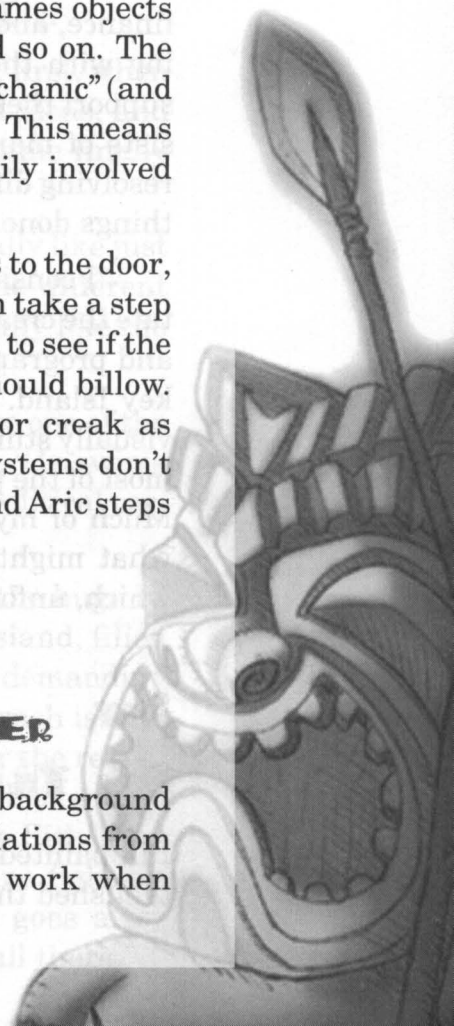 ames objects
d so on. The
chanic” (and
This means
ily involved
s to the door,
n take a step
to see if the
hould billow.
or creak as
ystems don’t
nd Aric steps
ER
background
ations from
work when